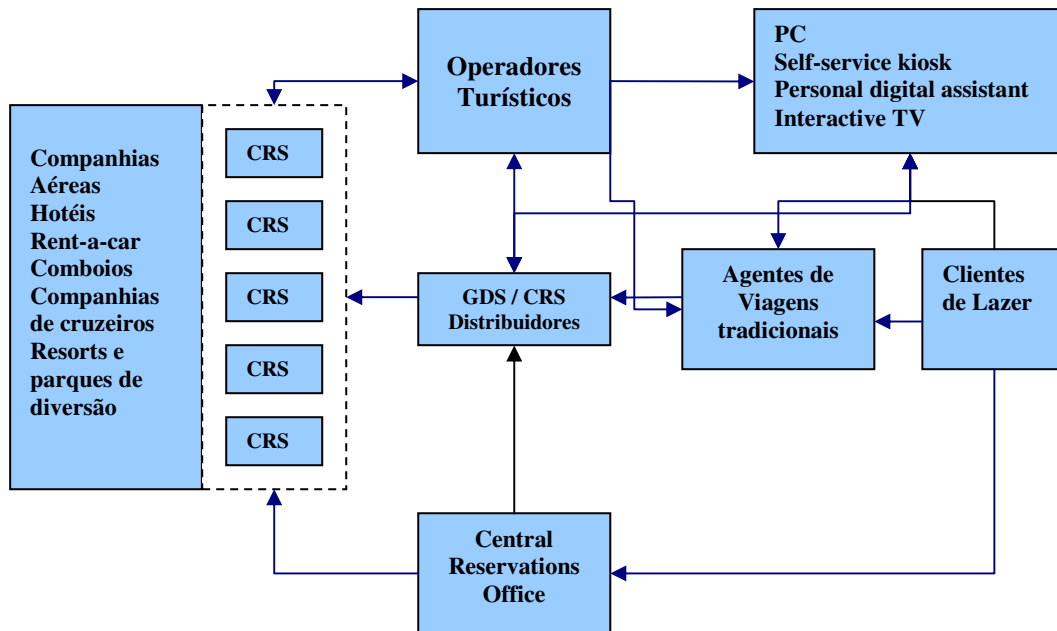 Companhias
Aéreas
Hotéis
Rent-a-car
Comboios
Companhias
de cruzeiros
Resorts e
parques de
diversão
CRS
CRS
CRS
CRS
CRS
Operadores
Turísticos
PC
Self-service kiosk
Personal digital assistant
Interactive TV
GDS / CRS
Distribuidores
Agentes de
Viagens
tradicionais
Clientes
de Lazer
Central
Reservations
Office